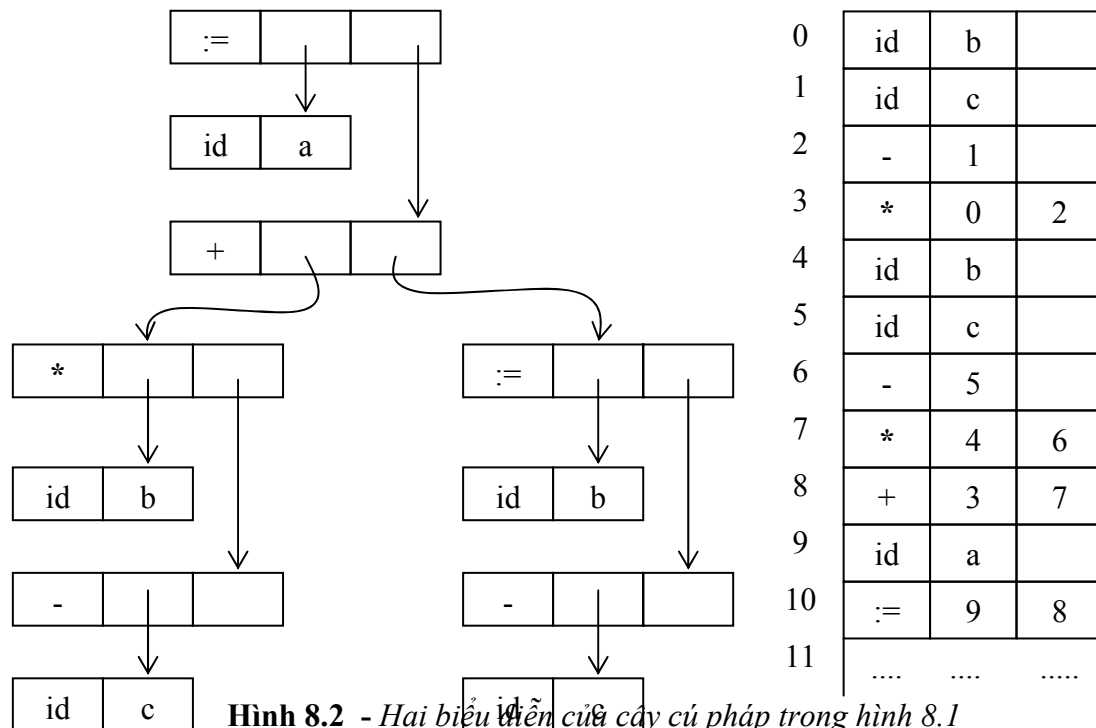 :=
id a
+
* :=
id b id b
- -
id c id c
0 id b
1 id c
2 - 1
3 * 0 2
4 id b
5 id c
6 - 5
7 * 4 6
8 + 3 7
9 id a
10 := 9 8
11 .... .... .....
Hình 8.2 - Hai biểu diễn của cây cú pháp trong hình 8.1